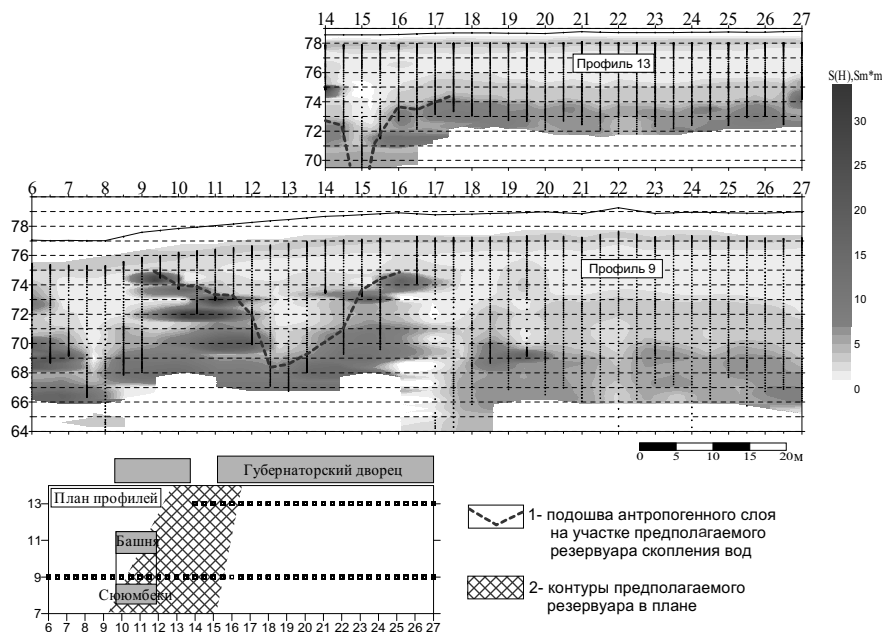 14 15 16 17 18 19 20 21 22 23 24 25 26 27
78
76
74
72
70
Профиль 13
S(H),Sm*m
30
25
20
15
10
5
0
6 7 8 9 10 11 12 13 14 15 16 17 18 19 20 21 22 23 24 25 26 27
78
76
74
72
70
68
66
64
Профиль 9
0 5 10 15 20м
Губернаторский дворец
План профилей
Башня
Сююмбеки
13
11
9
7
6 7 8 9 10 11 12 13 14 15 16 17 18 19 20 21 22 23 24 25 26 27
1- подошва антропогенного слоя
на участке предполагаемого
резервуара скопления вод
2- контуры предполагаемого
резервуара в плане